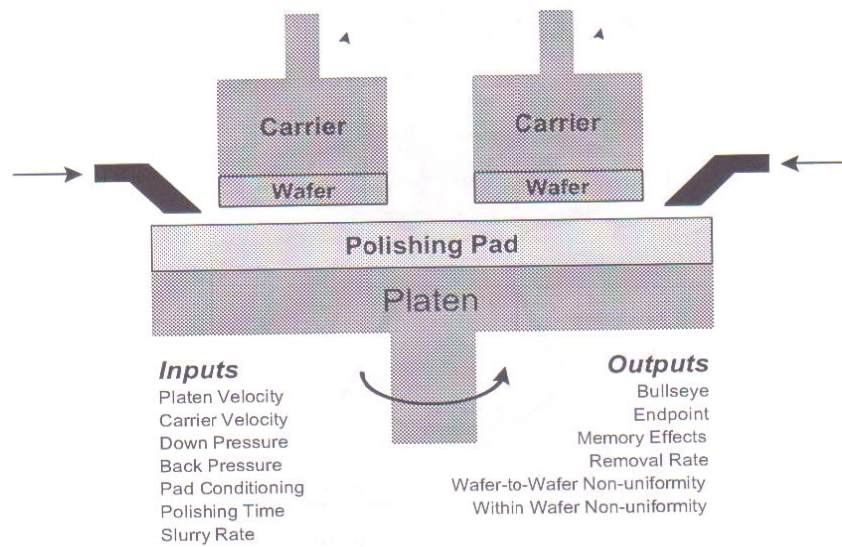 Carrier
Carrier
Wafer
Wafer
Polishing Pad
Platen
Inputs
Platen Velocity
Carrier Velocity
Down Pressure
Back Pressure
Pad Conditioning
Polishing Time
Slurry Rate
Outputs
Bullseye
Endpoint
Memory Effects
Removal Rate
Wafer-to-Wafer Non-uniformity
Within Wafer Non-uniformity